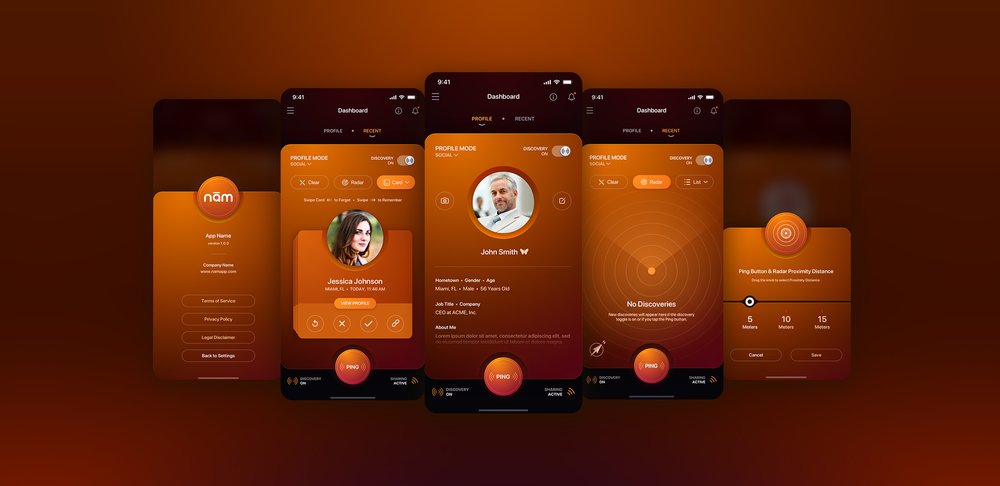 nām
App Name
version 1.0.0
Company Name
www.namapp.com
Terms of Service
Privacy Policy
Legal Disclaimer
Back to Settings
9:41
Dashboard
PROFILE • RECENT
PROFILE MODE
SOCIAL
DISCOVERY
ON
Clear
Radar
Card
Swipe Card to Forget • Swipe to Remember
Jessica Johnson
MIAMI, FL • TODAY, 11:46 AM
VIEW PROFILE
PING
DISCOVERY
ON
SHARING
ACTIVE
9:41
Dashboard
PROFILE • RECENT
PROFILE MODE
SOCIAL
DISCOVERY
ON
John Smith
Hometown • Gender • Age
Miami, FL • Male • 56 Years Old
Job Title • Company
CEO at ACME, Inc.
About Me
Lorem ipsum dolor sit amet, consectetur adipiscing elit, sed
do eiusmod tempor incididunt ut labore et dolore magna
PING
DISCOVERY
ON
SHARING
ACTIVE
9:41
Dashboard
PROFILE • RECENT
PROFILE MODE
SOCIAL
DISCOVERY
ON
Clear
Radar
List
No Discoveries
New discoveries will appear here if the discovery
toggle is on or if you tap the Ping button.
PING
DISCOVERY
ON
SHARING
ACTIVE
Ping Button & Radar Proximity Distance
Drag the knob to select Proximity Distance
5 10 15
Meters Meters Meters
Cancel
Save